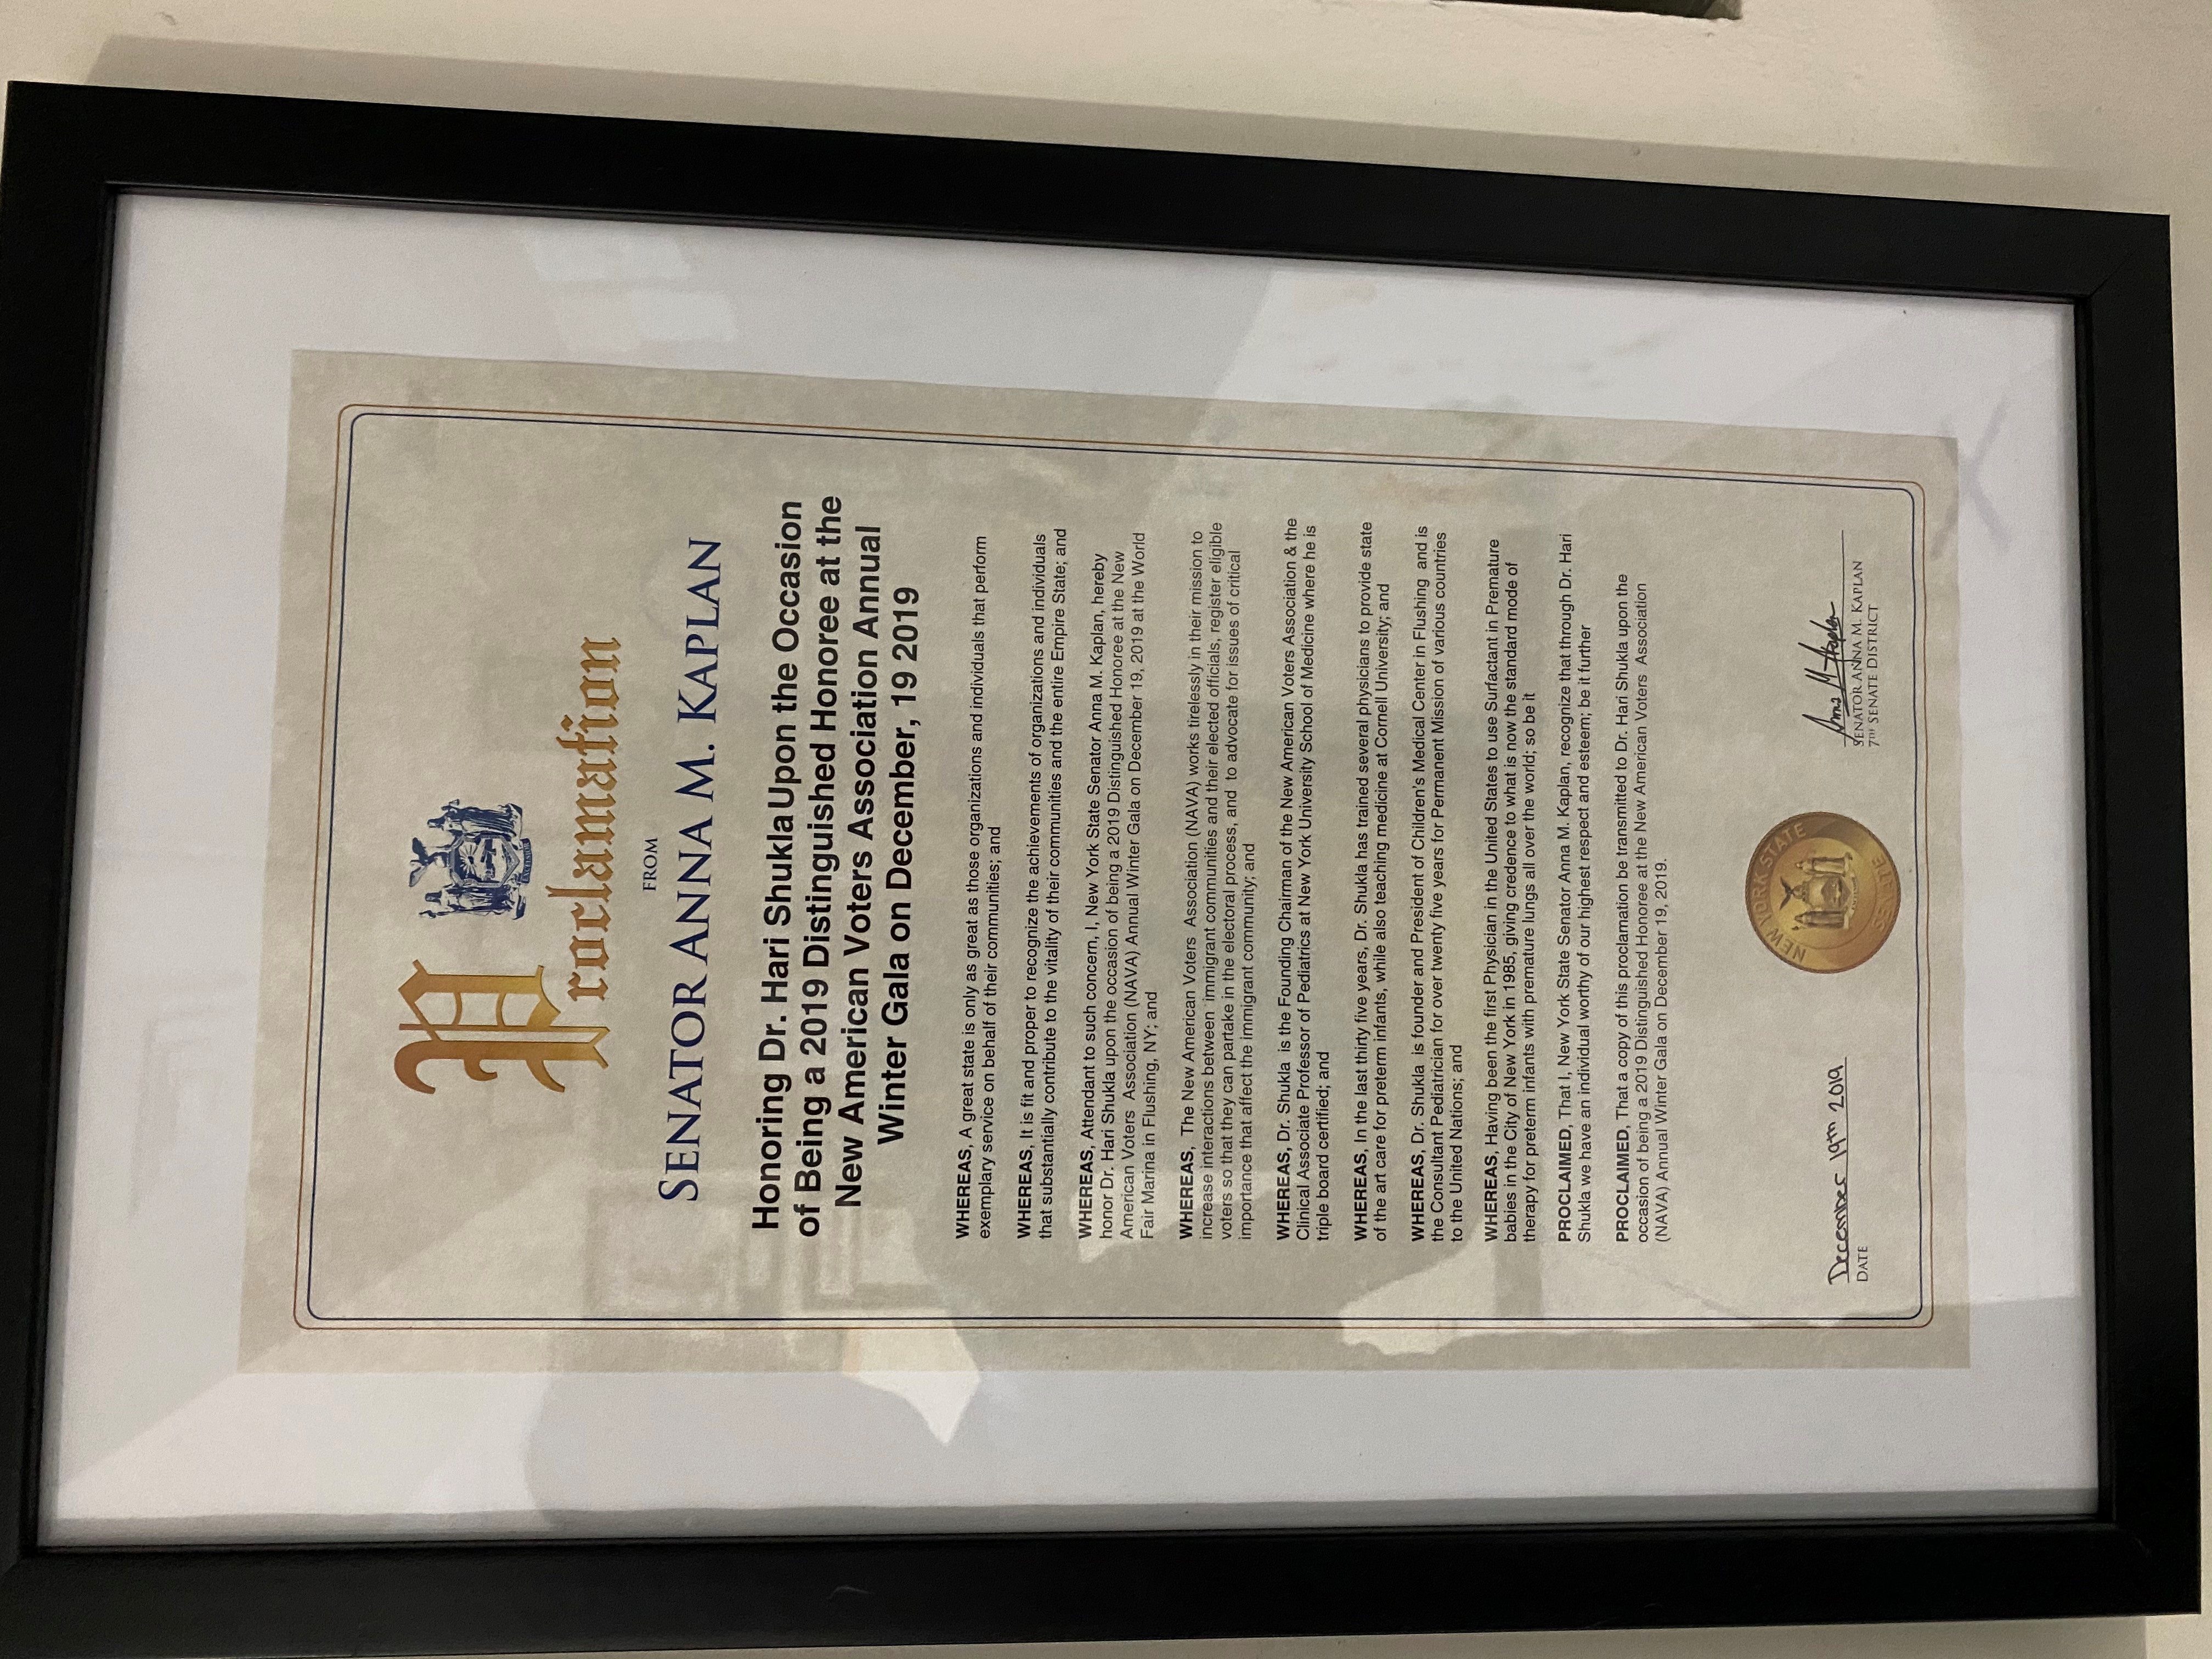 Proclamation
FROM
SENATOR ANNA M. KAPLAN
Honoring Dr. Hari Shukla Upon the Occasion
of Being a 2019 Distinguished Honoree at the
New American Voters Association Annual
Winter Gala on December, 19 2019
WHEREAS, A great state is only as great as those organizations and individuals that perform
exemplary service on behalf of their communities; and
WHEREAS, It is fit and proper to recognize the achievements of organizations and individuals
that substantially contribute to the vitality of their communities and the entire Empire State; and
WHEREAS, Attendant to such concern, I, New York State Senator Anna M. Kaplan, hereby
honor Dr. Hari Shukla upon the occasion of being a 2019 Distinguished Honoree at the New
American Voters Association (NAVA) Annual Winter Gala on December 19, 2019 at the World
Fair Marina in Flushing, NY; and
WHEREAS, The New American Voters Association (NAVA) works tirelessly in their mission to
increase interactions between immigrant communities and their elected officials, register eligible
voters so that they can partake in the electoral process, and to advocate for issues of critical
importance that affect the immigrant community; and
WHEREAS, Dr. Shukla is the Founding Chairman of the New American Voters Association & the
Clinical Associate Professor of Pediatrics at New York University School of Medicine where he is
triple board certified; and
WHEREAS, In the last thirty five years, Dr. Shukla has trained several physicians to provide state
of the art care for preterm infants, while also teaching medicine at Cornell University; and
WHEREAS, Dr. Shukla is founder and President of Children's Medical Center in Flushing and is
the Consultant Pediatrician for over twenty five years for Permanent Mission of various countries
to the United Nations; and
WHEREAS, Having been the first Physician in the United States to use Surfactant in Premature
babies in the City of New York in 1985, giving credence to what is now the standard mode of
therapy for preterm infants with premature lungs all over the world; so be it
PROCLAIMED, That I, New York State Senator Anna M. Kaplan, recognize that through Dr. Hari
Shukla we have an individual worthy of our highest respect and esteem; be it further
PROCLAIMED, That a copy of this proclamation be transmitted to Dr. Hari Shukla upon the
occasion of being a 2019 Distinguished Honoree at the New American Voters Association
(NAVA) Annual Winter Gala on December 19, 2019.
December 19th 2019
DATE
NEW YORK STATE
SENATE
Anna M Kaplan
SENATOR ANNA M. KAPLAN
7TH SENATE DISTRICT